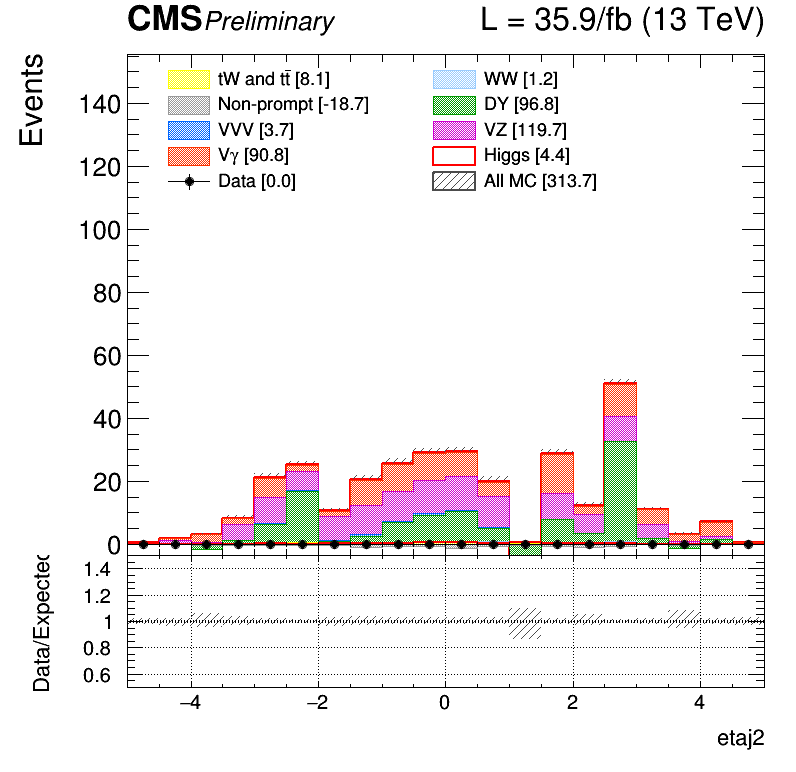 CMS Preliminary L = 35.9/fb (13 TeV)
Events
tW and tt̄ [8.1] WW [1.2]
Non-prompt [-18.7] DY [96.8]
VVV [3.7] VZ [119.7]
Vγ [90.8] Higgs [4.4]
Data [0.0] All MC [313.7]
140
120
100
80
60
40
20
0
Data/Expected
1.4
1.2
1
0.8
0.6
−4 −2 0 2 4
etaj2